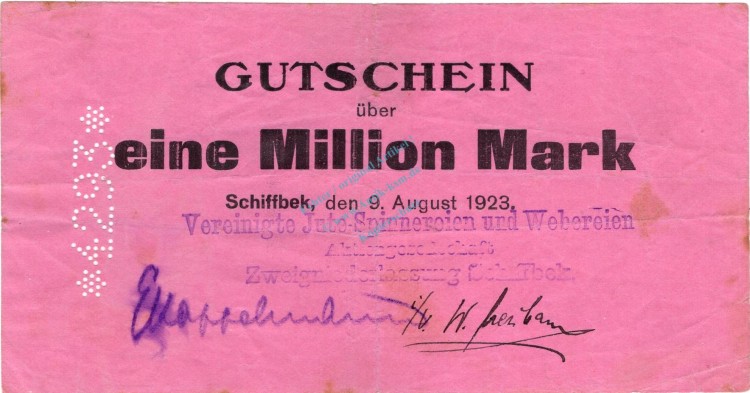 GUTSCHEIN
über
eine Million Mark
Schiffbek, den 9. August 1923.
Vereinigte Jute-Spinnereien und Webereien
Aktiengesellschaft
Zweigniederlassung Schiffbek.
i/V. W.
*4293*